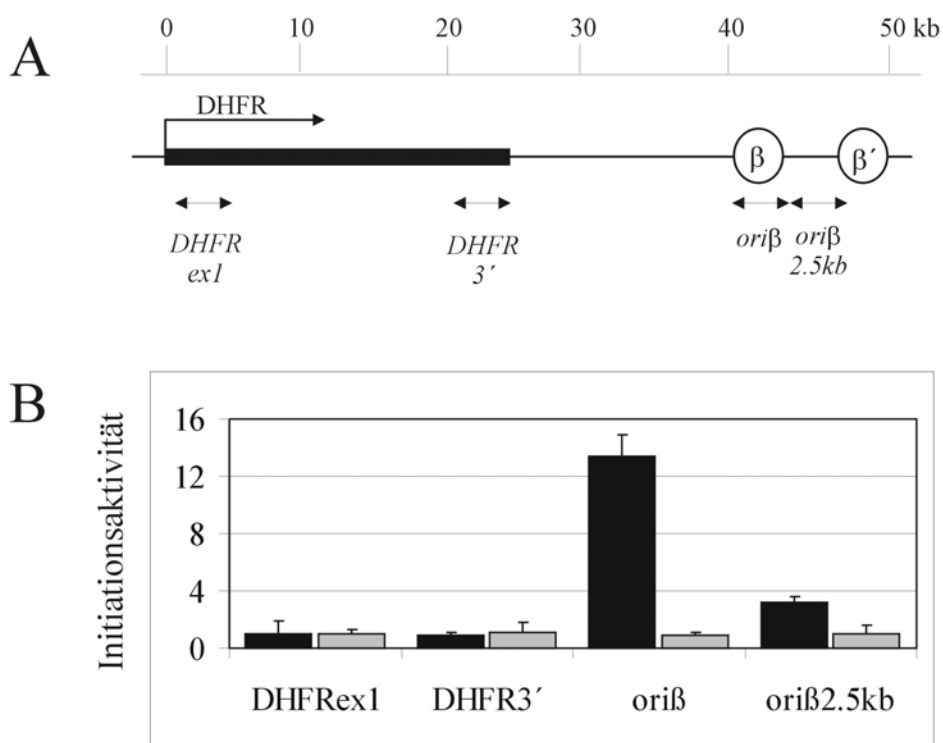 A
0 10 20 30 40 50 kb
DHFR
β β´
DHFR
ex1
DHFR
3´
oriβ
oriβ
2.5kb
B
Initiationsaktivität
16
12
8
4
0
DHFRex1 DHFR3´ oriß oriß2.5kb